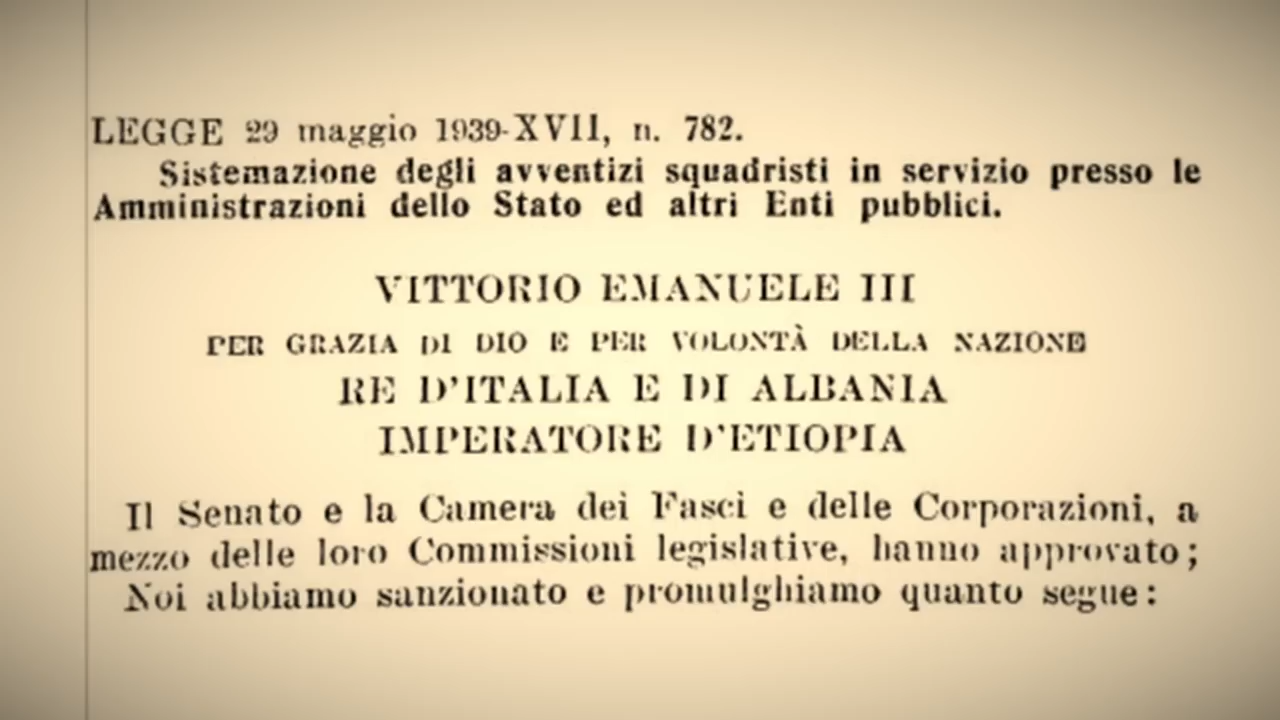 LEGGE 29 maggio 1939-XVII, n. 782.
Sistemazione degli avventizi squadristi in servizio presso le
Amministrazioni dello Stato ed altri Enti pubblici.
VITTORIO EMANUELE III
PER GRAZIA DI DIO E PER VOLONTÀ DELLA NAZIONE
RE D'ITALIA E DI ALBANIA
IMPERATORE D'ETIOPIA
Il Senato e la Camera dei Fasci e delle Corporazioni, a
mezzo delle loro Commissioni legislative, hanno approvato;
Noi abbiamo sanzionato e promulghiamo quanto segue: